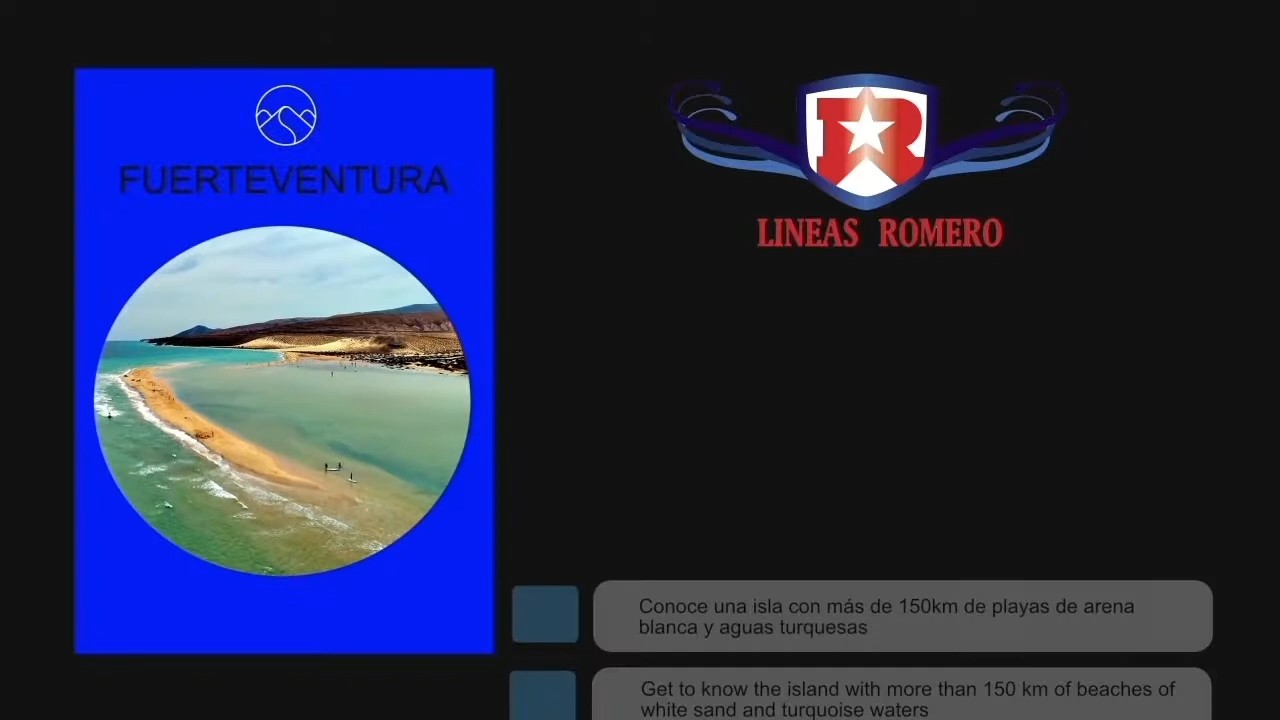 FUERTEVENTURA
R
LINEAS ROMERO
Conoce una isla con más de 150km de playas de arena
blanca y aguas turquesas
Get to know the island with more than 150 km of beaches of
white sand and turquoise waters